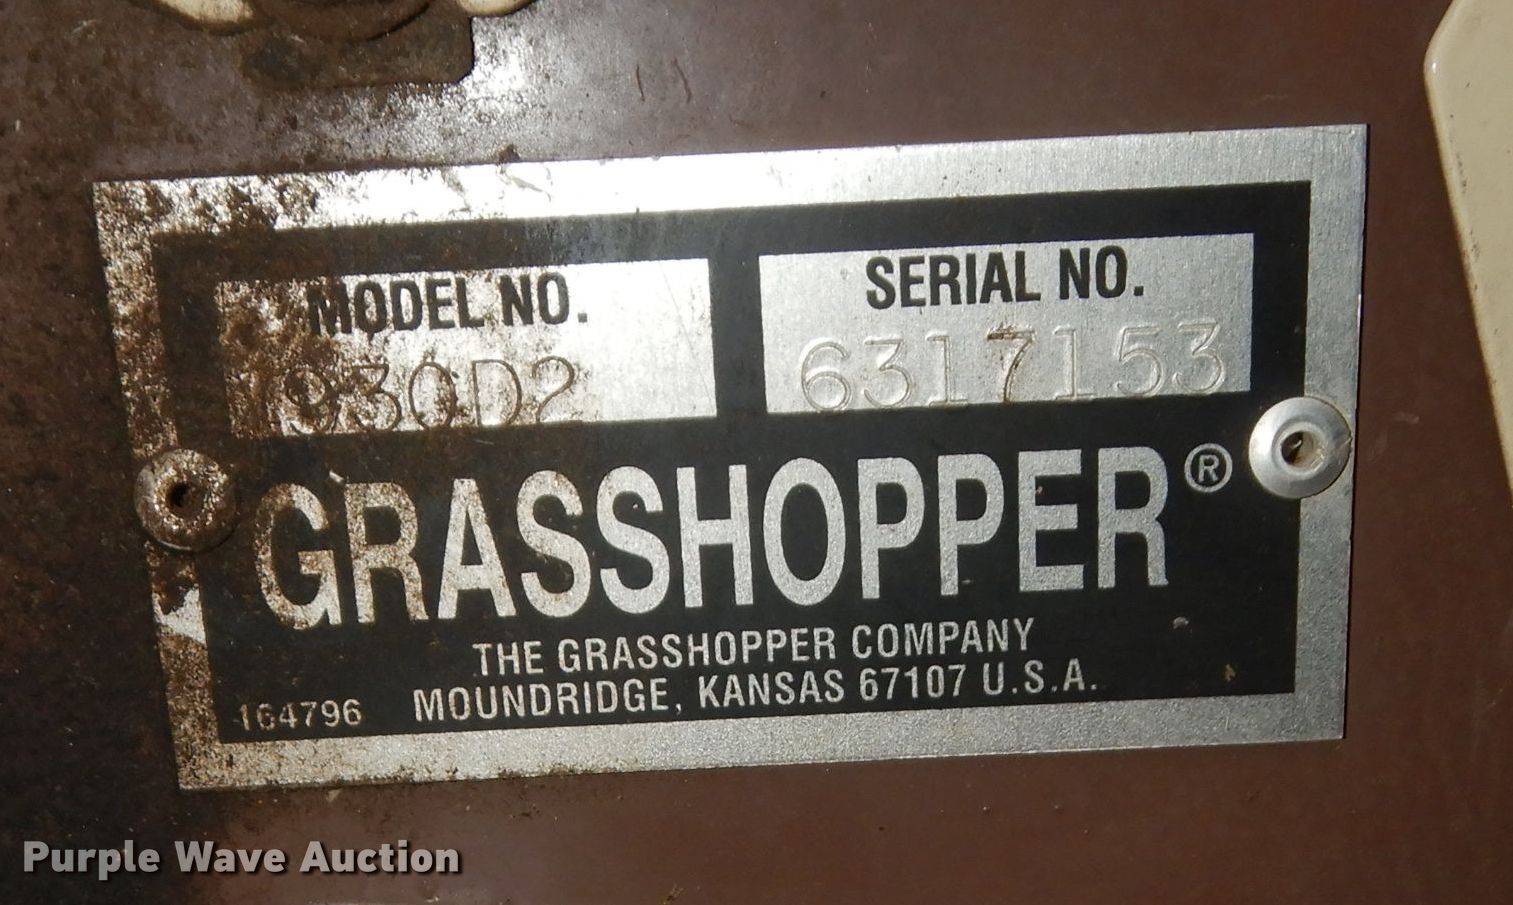 MODEL NO.
930D2
SERIAL NO.
6317153
GRASSHOPPER®
THE GRASSHOPPER COMPANY
MOUNDRIDGE, KANSAS 67107 U.S.A.
164796
Purple Wave Auction